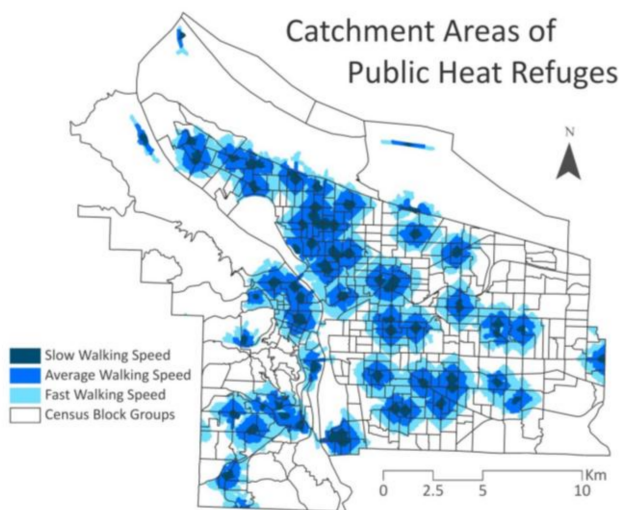 Catchment Areas of
Public Heat Refuges
N
Slow Walking Speed
Average Walking Speed
Fast Walking Speed
Census Block Groups
Km
0 2.5 5 10